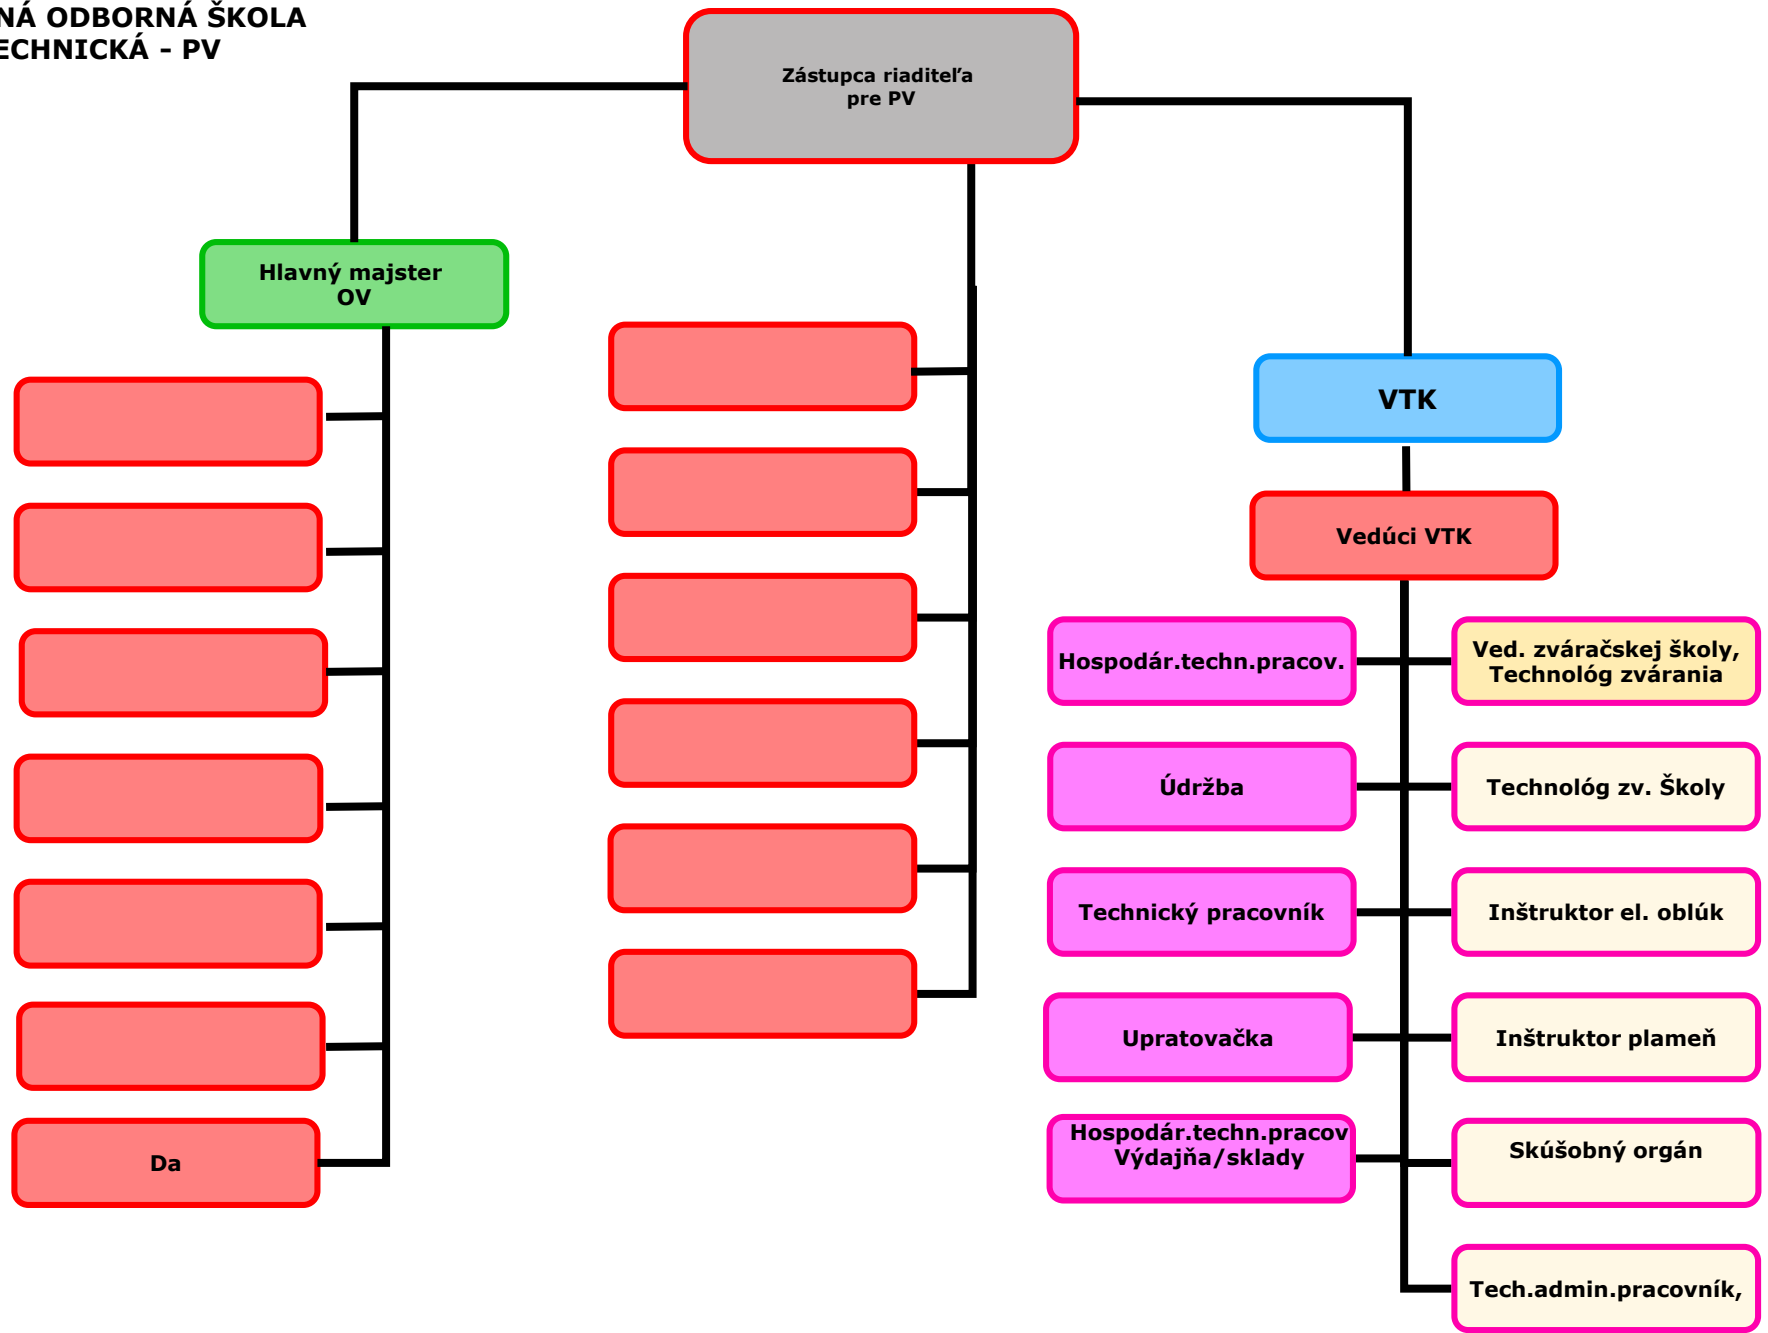 NÁ ODBORNÁ ŠKOLA
ECHNICKÁ - PV
Zástupca riaditeľa
pre PV
Hlavný majster
OV
Da
VTK
Vedúci VTK
Hospodár.techn.pracov.
Ved. zváračskej školy,
Technológ zvárania
Údržba
Technológ zv. Školy
Technický pracovník
Inštruktor el. oblúk
Upratovačka
Inštruktor plameň
Hospodár.techn.pracov
Výdajňa/sklady
Skúšobný orgán
Tech.admin.pracovník,